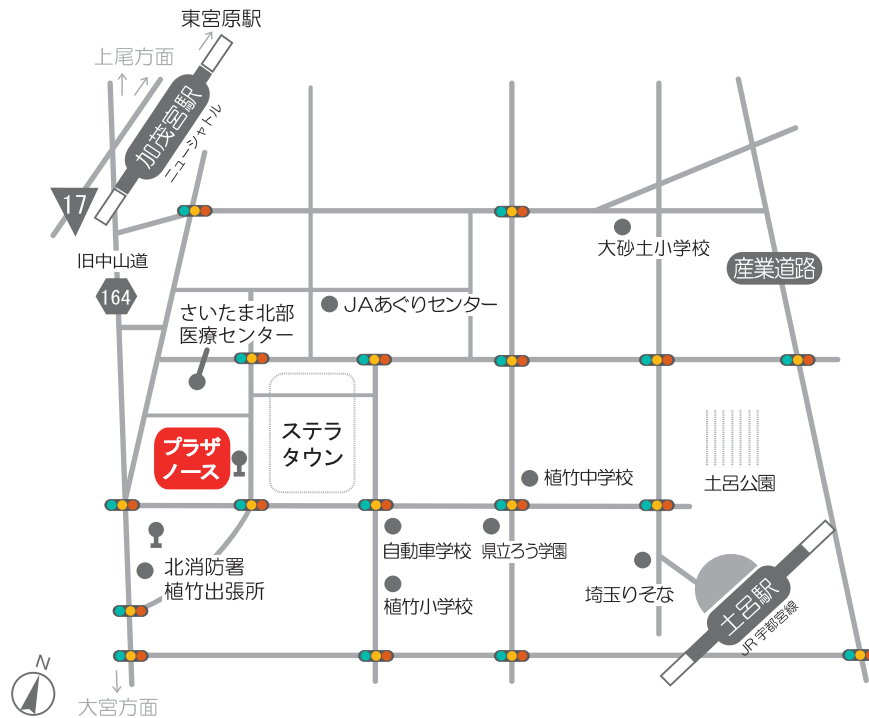 東宮原駅
上尾方面
加茂宮駅
ニューシャトル
17
旧中山道
164
大砂土小学校
産業道路
さいたま北部
医療センター
JAあぐりセンター
プラザ
ノース
ステラ
タウン
植竹中学校
土呂公園
北消防署
植竹出張所
自動車学校
県立ろう学園
植竹小学校
埼玉りそな
土呂駅
JR宇都宮線
N
大宮方面